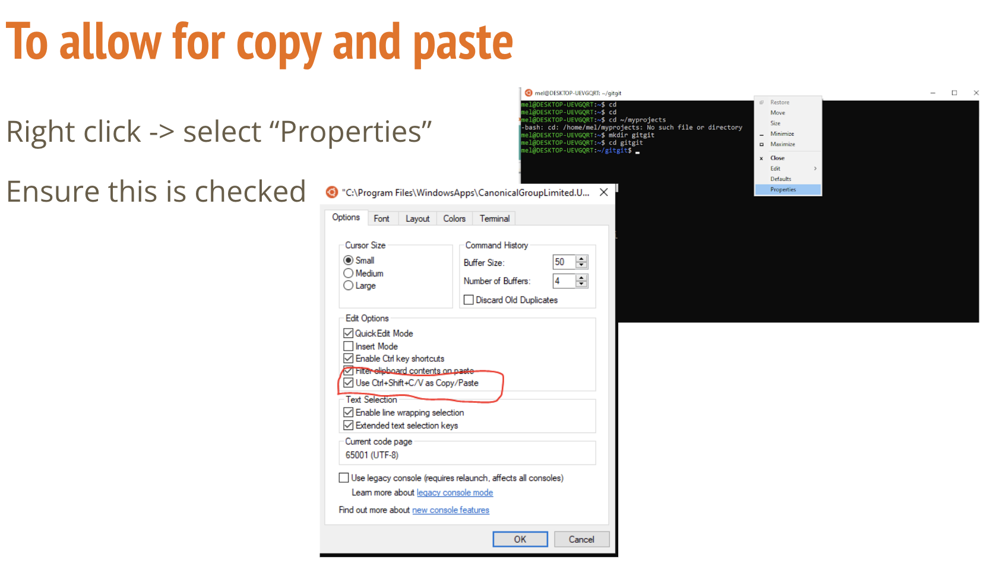 To allow for copy and paste
Right click -> select “Properties”
Ensure this is checked
mel@DESKTOP-UEVGQRT: ~/gitgit
mel@DESKTOP-UEVGQRT:~$ cd
mel@DESKTOP-UEVGQRT:~$ cd
mel@DESKTOP-UEVGQRT:~$ cd ~/myprojects
-bash: cd: /home/mel/myprojects: No such file or directory
mel@DESKTOP-UEVGQRT:~$ mkdir gitgit
mel@DESKTOP-UEVGQRT:~$ cd gitgit
mel@DESKTOP-UEVGQRT:~/gitgit$
Restore
Move
Size
Minimize
Maximize
Close
Edit
Defaults
Properties
"C:\Program Files\WindowsApps\CanonicalGroupLimited.U...
Options Font Layout Colors Terminal
Cursor Size
Small
Medium
Large
Command History
Buffer Size: 50
Number of Buffers: 4
Discard Old Duplicates
Edit Options
QuickEdit Mode
Insert Mode
Enable Ctrl key shortcuts
Filter clipboard contents on paste
Use Ctrl+Shift+C/V as Copy/Paste
Text Selection
Enable line wrapping selection
Extended text selection keys
Current code page
65001 (UTF-8)
Use legacy console (requires relaunch, affects all consoles)
Learn more about legacy console mode
Find out more about new console features
OK Cancel